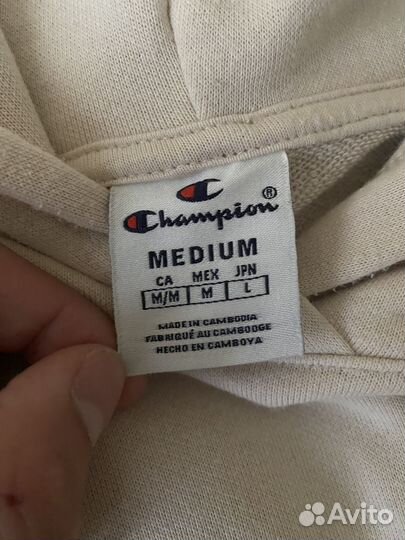 Champion®
MEDIUM
CA MEX JPN
M/M M L
MADE IN CAMBODIA
FABRIQUÉ AU CAMBODGE
HECHO EN CAMBOYA
Avito